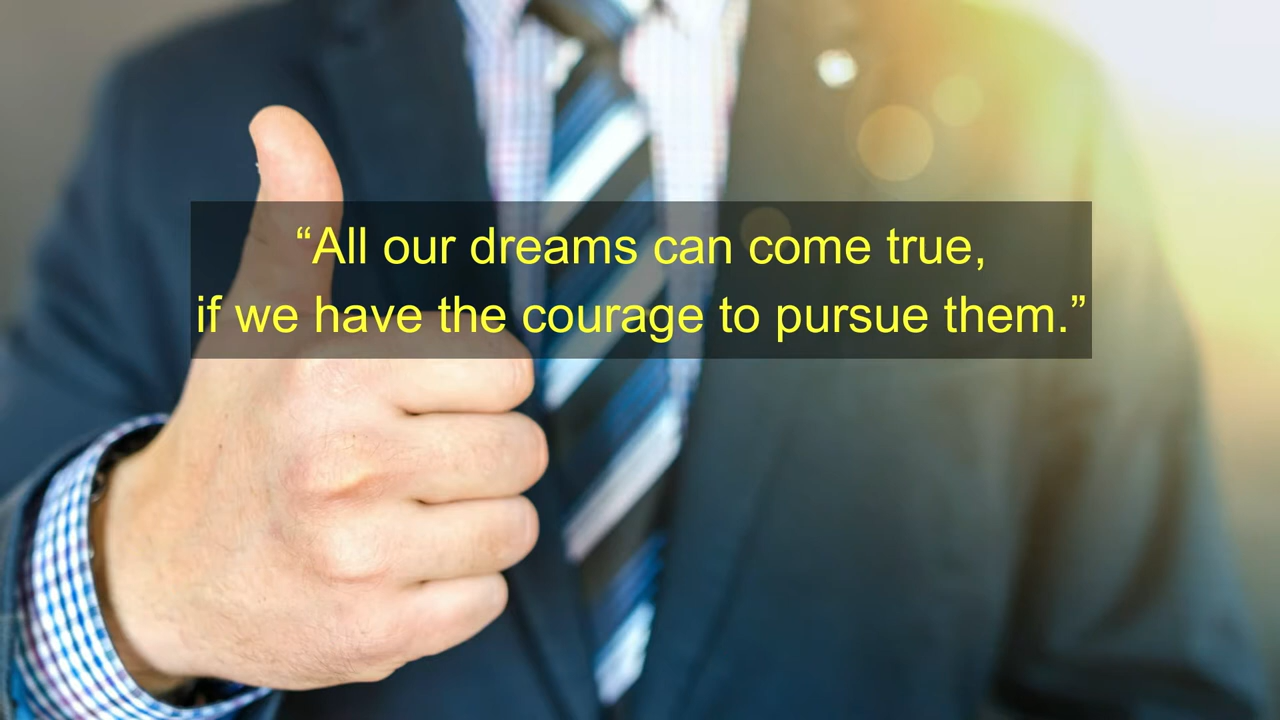 “All our dreams can come true,
if we have the courage to pursue them.”